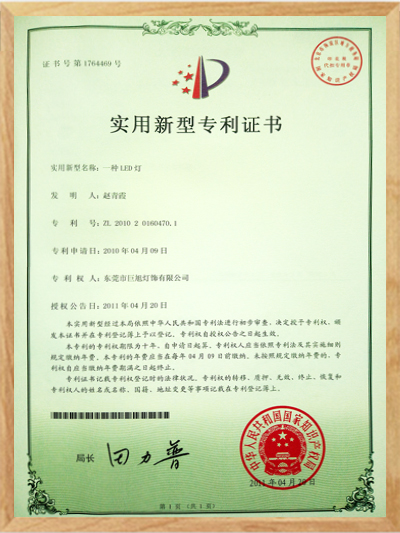 证书号第1764469号
实用新型专利证书
实用新型名称：一种LED灯
发明人：赵青霞
专利号：ZL 2010 2 0160470.1
专利申请日：2010年04月09日
专利权人：东莞市巨旭灯饰有限公司
授权公告日：2011年04月20日
本实用新型经过本局依照中华人民共和国专利法进行初步审查，决定授予专利权，颁
发本证书并在专利登记簿上予以登记。专利权自授权公告之日起生效。
本专利的专利权期限为十年，自申请日起算。专利权人应当依照专利法及其实施细则
规定缴纳年费。本专利的年费应当在每年04月09日前缴纳。未按照规定缴纳年费的，专
利权自应当缴纳年费期满之日起终止。
专利证书记载专利权登记时的法律状况。专利权的转移、质押、无效、终止、恢复和
专利权人的姓名或名称、国籍、地址变更等事项记载在专利登记簿上。
局长 田力普
中华人民共和国国家知识产权局
2011年04月20日
第1页（共1页）